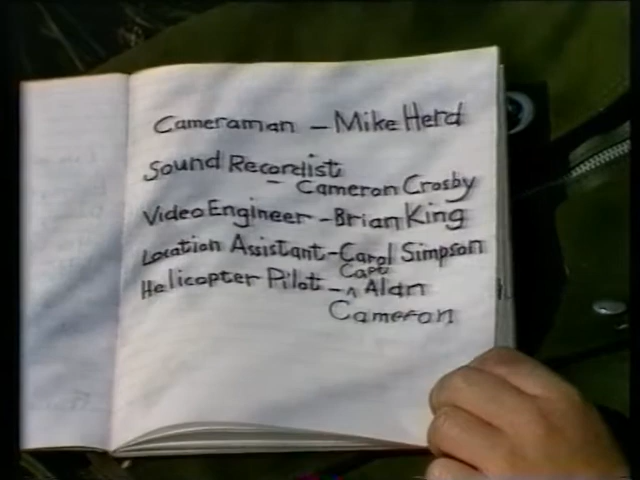 Cameraman - Mike Herd
Sound Recordist
- Cameron Crosby
Video Engineer - Brian King
Location Assistant - Carol Simpson
Capt
Helicopter Pilot - ^ Alan
Cameron